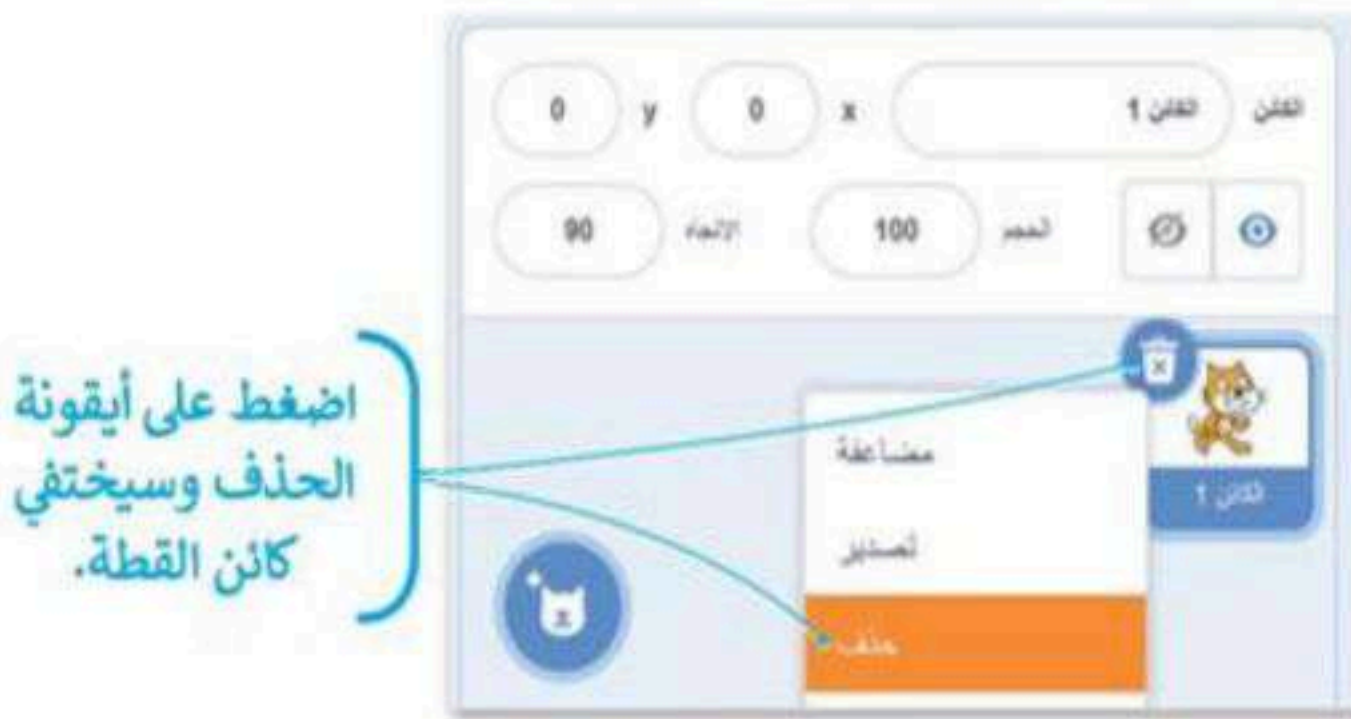 الكائن الكائن 1 x 0 y 0
الحجم 100 الاتجاه 90
الكائن 1
مضاعفة
تصدير
حذف
اضغط على أيقونة
الحذف وسيختفي
كائن القطة.